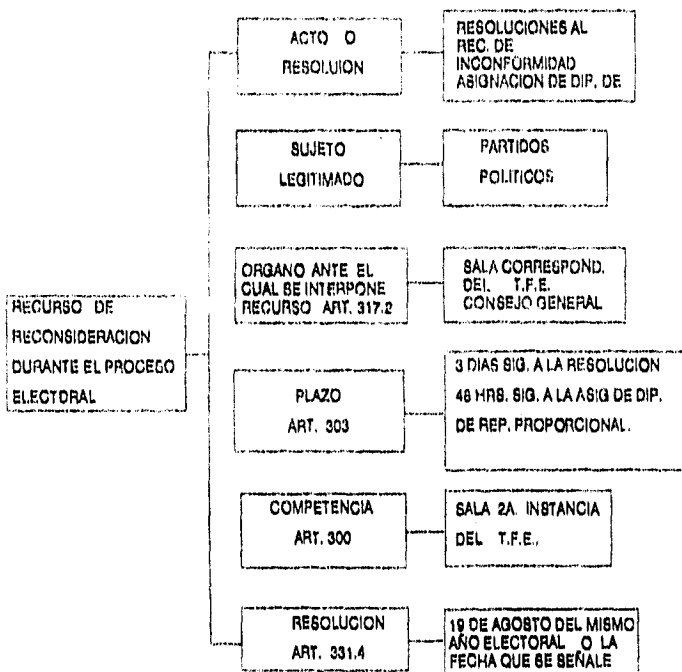 RECURSO DE
RECONSIDERACION
DURANTE EL PROCESO
ELECTORAL
ACTO O
RESOLUION
RESOLUCIONES AL
REC. DE
INCONFORMIDAD
ASIGNACION DE DIP. DE
SUJETO
LEGITIMADO
PARTIDOS
POLITICOS
ORGANO ANTE EL
CUAL SE INTERPONE
RECURSO ART. 317.2
SALA CORRESPOND.
DEL T.F.E.
CONSEJO GENERAL
PLAZO
ART. 303
3 DIAS SIG. A LA RESOLUCION
48 HRS. SIG. A LA ASIG DE DIP.
DE REP. PROPORCIONAL.
COMPETENCIA
ART. 300
SALA 2A. INSTANCIA
DEL T.F.E.
RESOLUCION
ART. 331.4
19 DE AGOSTO DEL MISMO
AÑO ELECTORAL O LA
FECHA QUE SE SEÑALE